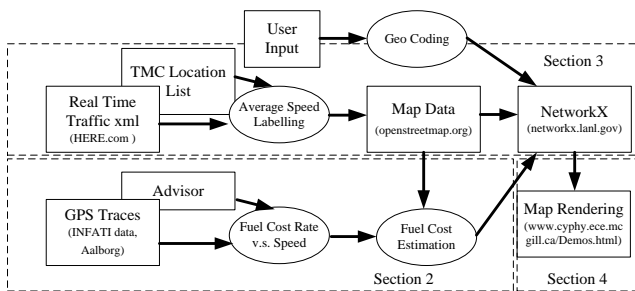 User
Input
Geo Coding
Section 3
TMC Location
List
Real Time
Traffic xml
(HERE.com )
Average Speed
Labelling
Map Data
(openstreetmap.org)
NetworkX
(networkx.lanl.gov)
Advisor
GPS Traces
(INFATI data,
Aalborg)
Fuel Cost Rate
v.s. Speed
Fuel Cost
Estimation
Section 2
Map Rendering
(www.cyphy.ece.mc
gill.ca/Demos.html)
Section 4